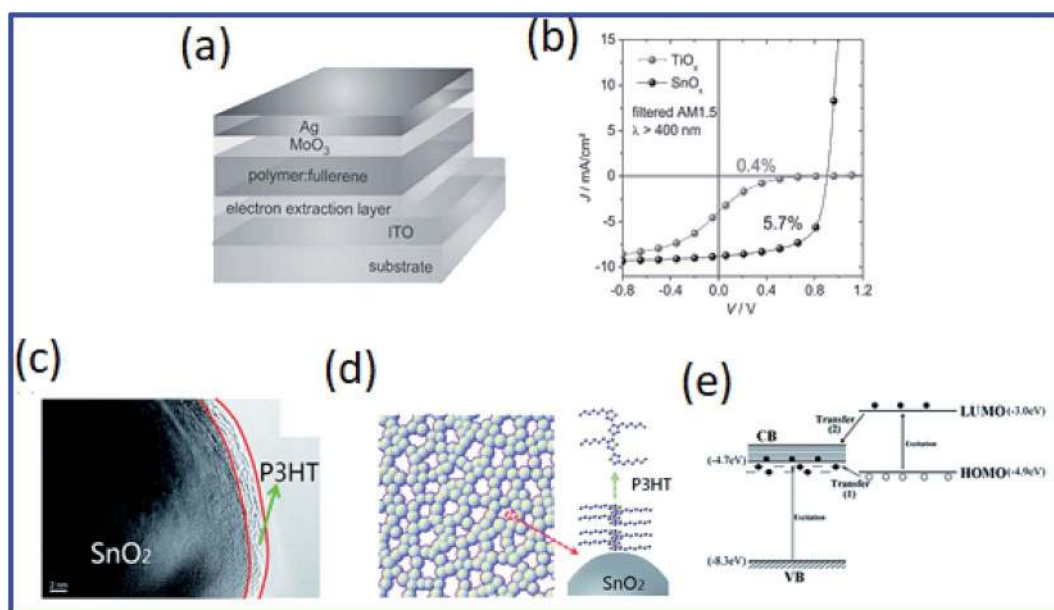 (a)
Ag
MoO₃
polymer:fullerene
electron extraction layer
ITO
substrate
(b)
J / mA/cm²
15
10
5
0
-5
-10
TiOₓ
SnOₓ
filtered AM1.5
λ > 400 nm
0.4%
5.7%
-0.8 -0.4 0.0 0.4 0.8 1.2
V / V
(c)
P3HT
SnO₂
2 nm
(d)
P3HT
SnO₂
(e)
LUMO(-3.0eV)
Transfer
(2)
CB
Excitation
(-4.7eV)
HOMO(-4.9eV)
Transfer
(1)
Excitation
(-8.3eV)
VB